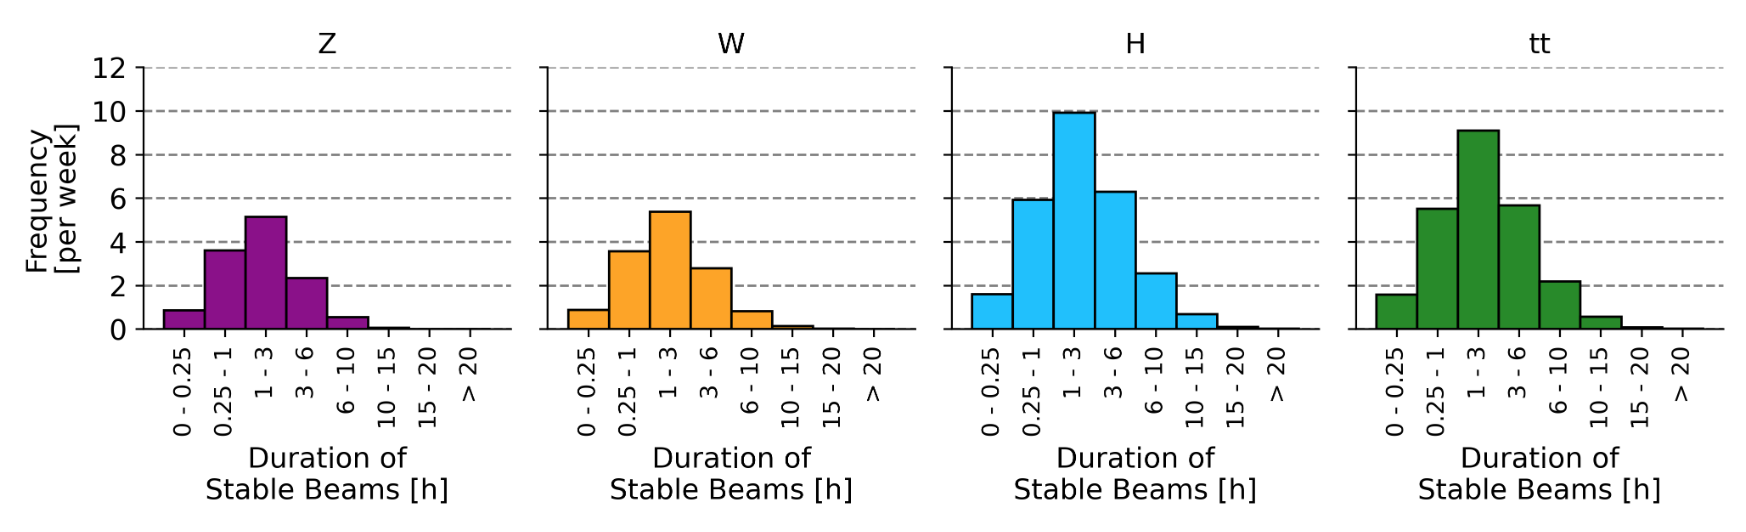 Z
W
H
tt
Frequency
[per week]
12
10
8
6
4
2
0
0 - 0.25
0.25 - 1
1 - 3
3 - 6
6 - 10
10 - 15
15 - 20
> 20
0 - 0.25
0.25 - 1
1 - 3
3 - 6
6 - 10
10 - 15
15 - 20
> 20
0 - 0.25
0.25 - 1
1 - 3
3 - 6
6 - 10
10 - 15
15 - 20
> 20
0 - 0.25
0.25 - 1
1 - 3
3 - 6
6 - 10
10 - 15
15 - 20
> 20
Duration of
Stable Beams [h]
Duration of
Stable Beams [h]
Duration of
Stable Beams [h]
Duration of
Stable Beams [h]